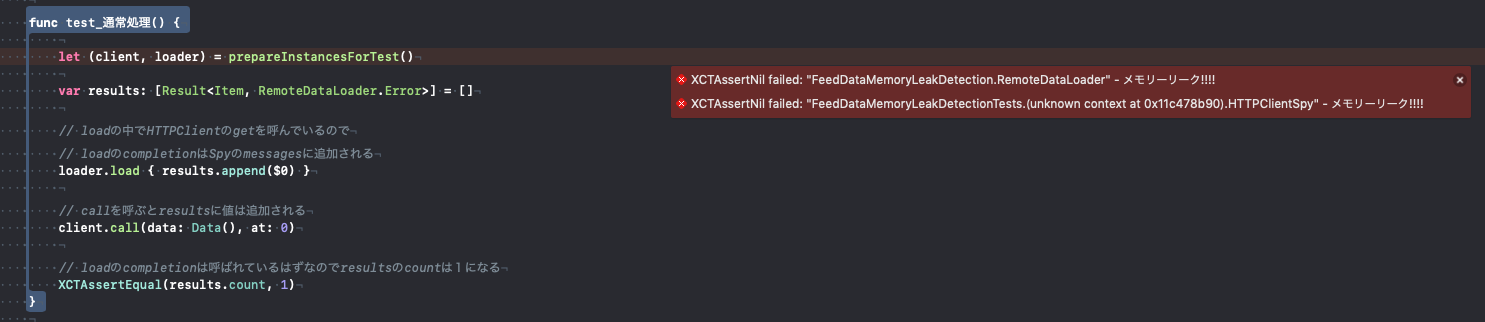 func test_通常処理() {
let (client, loader) = prepareInstancesForTest()
XCTAssertNil failed: "FeedDataMemoryLeakDetection.RemoteDataLoader" - メモリーリーク!!!!
XCTAssertNil failed: "FeedDataMemoryLeakDetectionTests.(unknown context at 0x11c478b90).HTTPClientSpy" - メモリーリーク!!!!
var results: [Result<Item, RemoteDataLoader.Error>] = []
// loadの中でHTTPClientのgetを呼んでいるので
// loadのcompletionはSpyのmessagesに追加される
loader.load { results.append($0) }
// callを呼ぶとresultsに値は追加される
client.call(data: Data(), at: 0)
// loadのcompletionは呼ばれているはずなのでresultsのcountは１になる
XCTAssertEqual(results.count, 1)
}